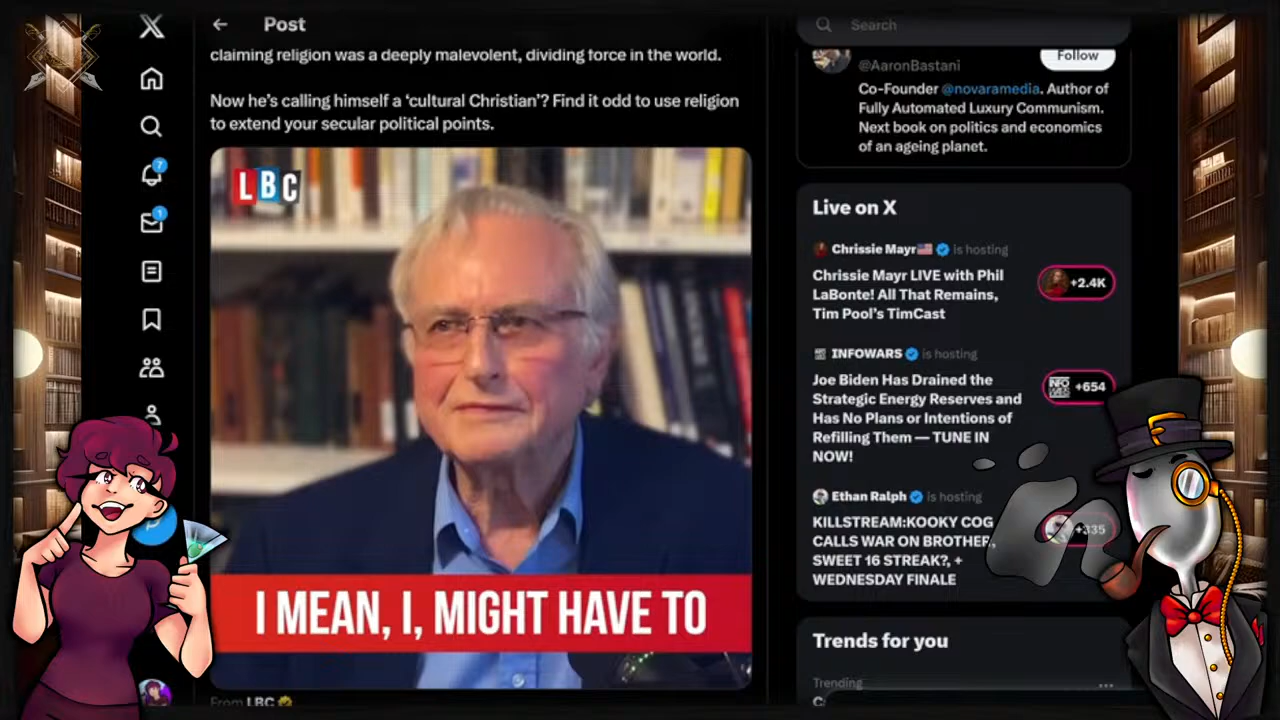 Post
claiming religion was a deeply malevolent, dividing force in the world.
Now he's calling himself a 'cultural Christian'? Find it odd to use religion
to extend your secular political points.
LBC
I MEAN, I, MIGHT HAVE TO
From LBC
7
1
Search
@AaronBastani
Follow
Co-Founder @novaramedia. Author of
Fully Automated Luxury Communism.
Next book on politics and economics
of an ageing planet.
Live on X
Chrissie Mayr🇺🇸 is hosting
Chrissie Mayr LIVE with Phil
LaBonte! All That Remains,
Tim Pool's TimCast
+2.4K
INFOWARS is hosting
Joe Biden Has Drained the
Strategic Energy Reserves and
Has No Plans or Intentions of
Refilling Them — TUNE IN
NOW!
INFO
+654
Ethan Ralph is hosting
KILLSTREAM:KOOKY COG
CALLS WAR ON BROTHER,
SWEET 16 STREAK?, +
WEDNESDAY FINALE
+335
Trends for you
Trending